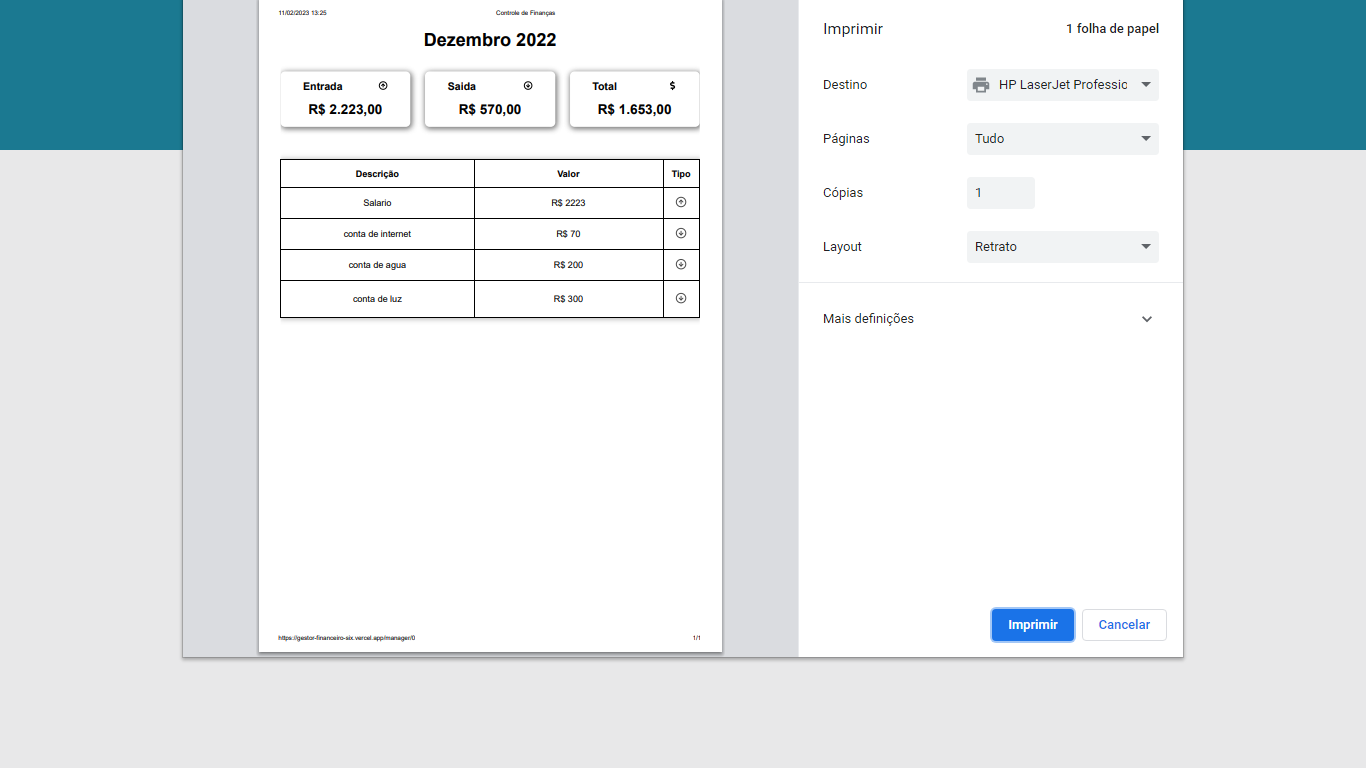 11/02/2023 13:25 Controle de Finanças
Dezembro 2022
Entrada Saida Total $
R$ 2.223,00 R$ 570,00 R$ 1.653,00
Descrição Valor Tipo
Salario R$ 2223
conta de internet R$ 70
conta de agua R$ 200
conta de luz R$ 300
https://gestor-financeiro-six.vercel.app/manager/0 1/1
Imprimir 1 folha de papel
Destino HP LaserJet Professic
Páginas Tudo
Cópias 1
Layout Retrato
Mais definições
Imprimir Cancelar